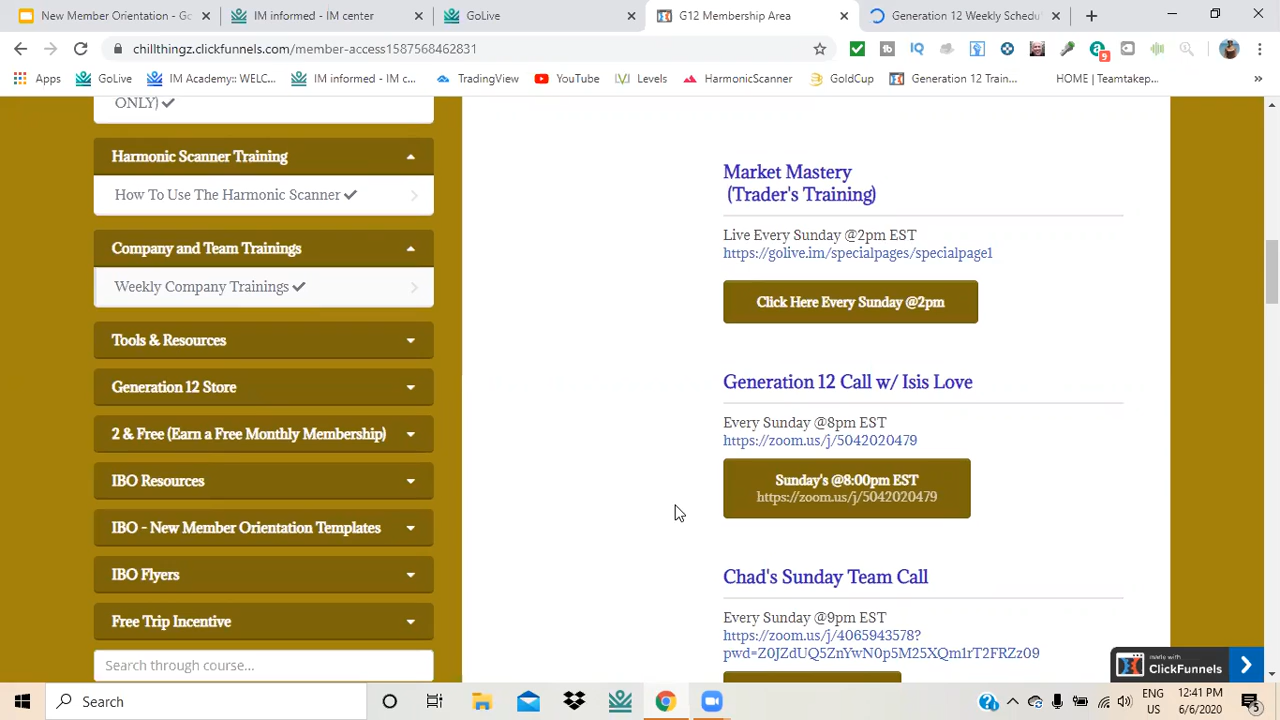 New Member Orientation
IM informed - IM center
GoLive
G12 Membership Area
Generation 12 Weekly Schedu
chillthingz.clickfunnels.com/member-access1587568462831
Apps
GoLive
IM Academy:: WELC...
IM informed - IM c...
TradingView
YouTube
Levels
HarmonicScanner
GoldCup
Generation 12 Train...
HOME | Teamtakep...
ONLY)
Harmonic Scanner Training
How To Use The Harmonic Scanner
Company and Team Trainings
Weekly Company Trainings
Tools & Resources
Generation 12 Store
2 & Free (Earn a Free Monthly Membership)
IBO Resources
IBO - New Member Orientation Templates
IBO Flyers
Free Trip Incentive
Search through course...
Market Mastery
(Trader's Training)
Live Every Sunday @2pm EST
https://golive.im/specialpages/specialpage1
Click Here Every Sunday @2pm
Generation 12 Call w/ Isis Love
Every Sunday @8pm EST
https://zoom.us/j/5042020479
Sunday's @8:00pm EST
https://zoom.us/j/5042020479
Chad's Sunday Team Call
Every Sunday @9pm EST
https://zoom.us/j/4065943578?
pwd=Z0JZdUQ5ZnYwN0p5M25XQm1rT2FRZz09
made with
ClickFunnels
Search
ENG
US
12:41 PM
6/6/2020
5
9